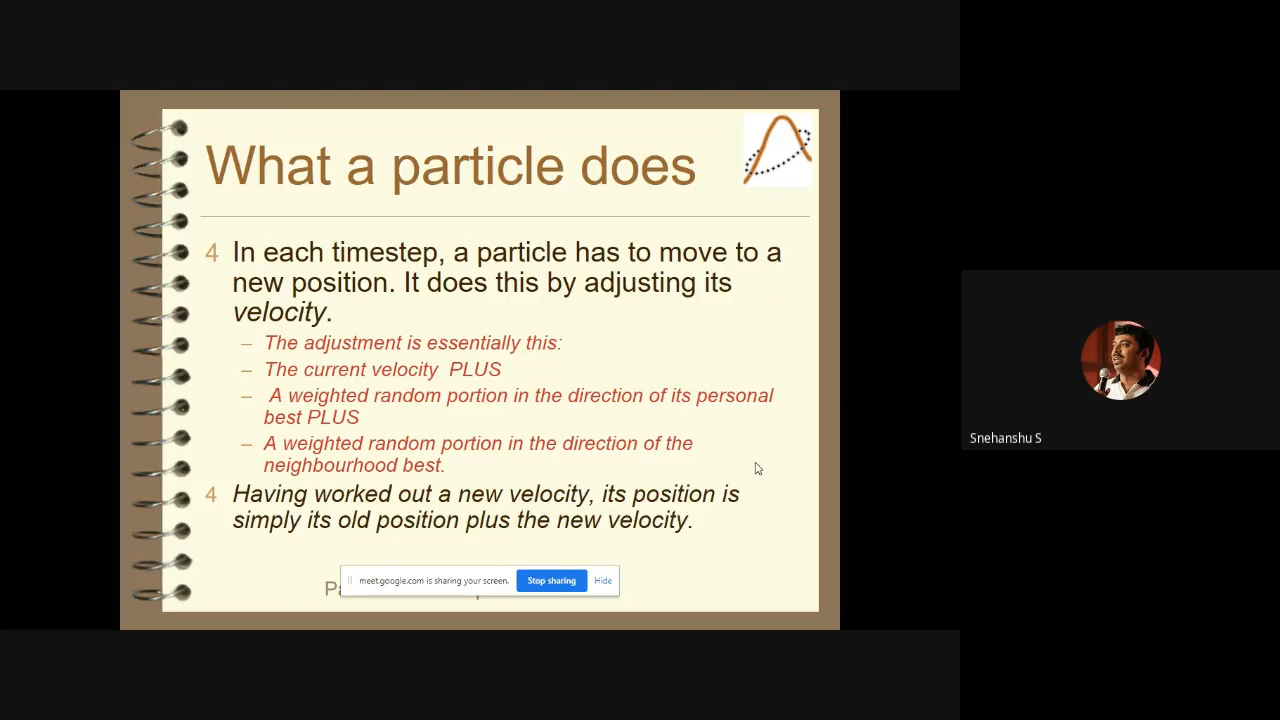 What a particle does
4 In each timestep, a particle has to move to a
new position. It does this by adjusting its
velocity.
– The adjustment is essentially this:
– The current velocity PLUS
– A weighted random portion in the direction of its personal
best PLUS
– A weighted random portion in the direction of the
neighbourhood best.
4 Having worked out a new velocity, its position is
simply its old position plus the new velocity.
meet.google.com is sharing your screen. Stop sharing Hide
Snehanshu S